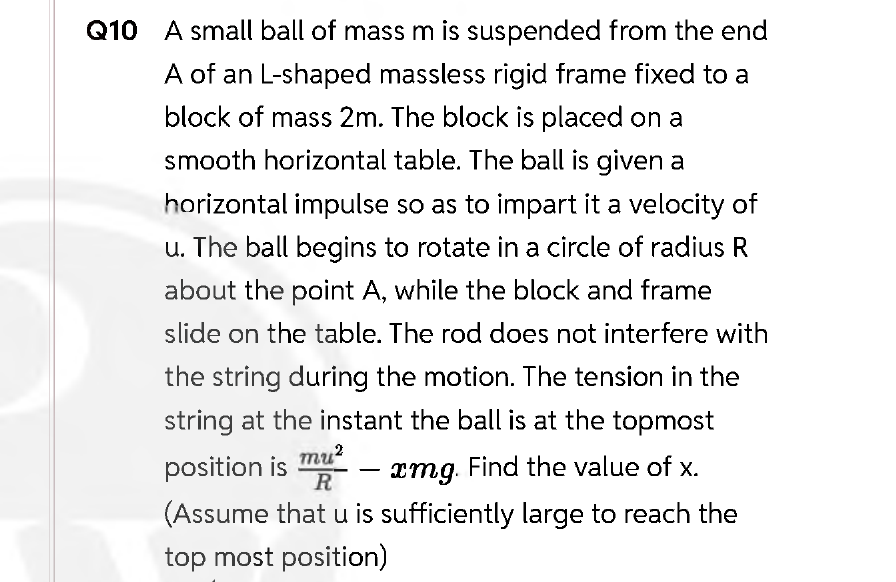 Q10 A small ball of mass m is suspended from the end
A of an L-shaped massless rigid frame fixed to a
block of mass 2m. The block is placed on a
smooth horizontal table. The ball is given a
horizontal impulse so as to impart it a velocity of
u. The ball begins to rotate in a circle of radius R
about the point A, while the block and frame
slide on the table. The rod does not interfere with
the string during the motion. The tension in the
string at the instant the ball is at the topmost
position is mu²/R − xmg. Find the value of x.
(Assume that u is sufficiently large to reach the
top most position)